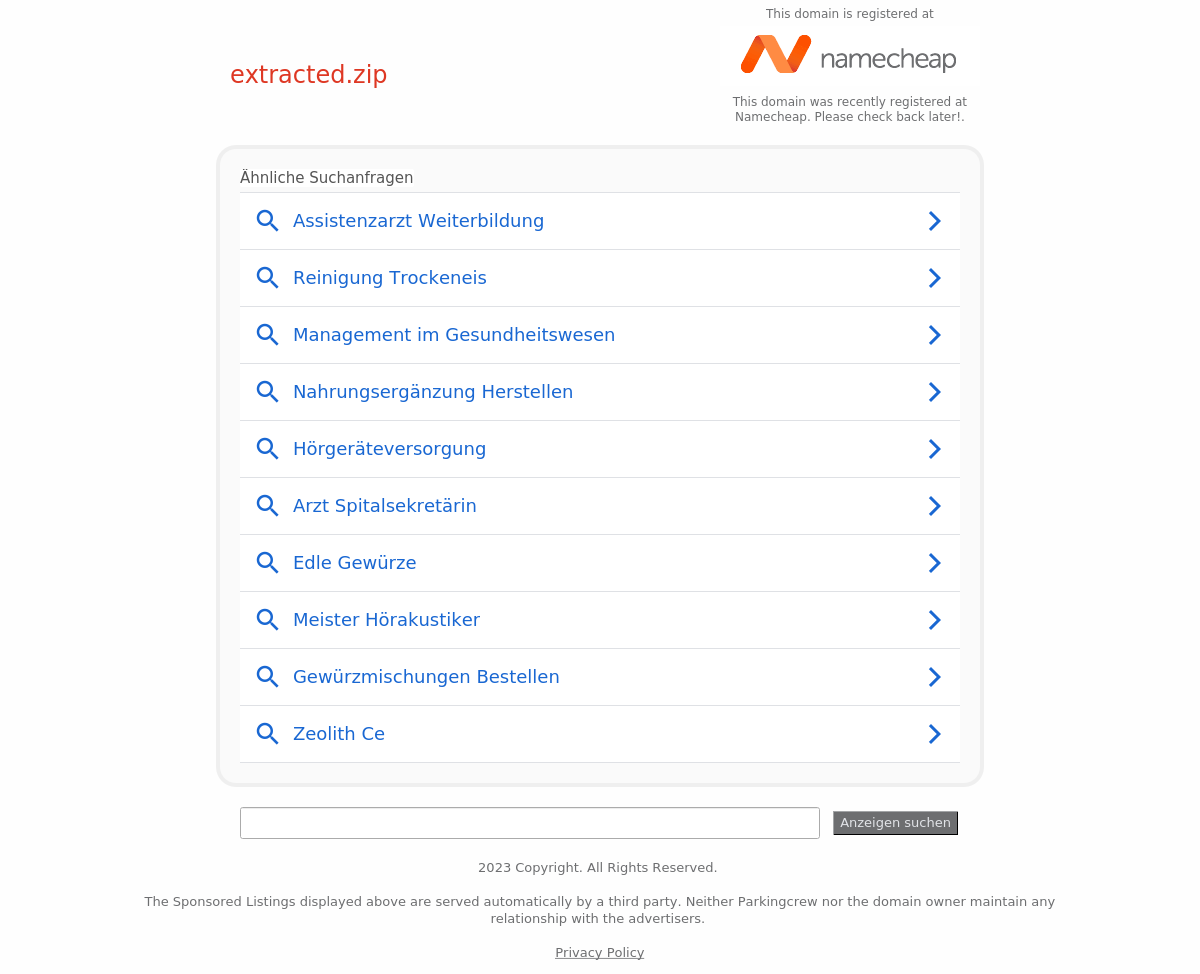 This domain is registered at
namecheap
extracted.zip
This domain was recently registered at
Namecheap. Please check back later!.
Ähnliche Suchanfragen
Assistenzarzt Weiterbildung
Reinigung Trockeneis
Management im Gesundheitswesen
Nahrungsergänzung Herstellen
Hörgeräteversorgung
Arzt Spitalsekretärin
Edle Gewürze
Meister Hörakustiker
Gewürzmischungen Bestellen
Zeolith Ce
Anzeigen suchen
2023 Copyright. All Rights Reserved.
The Sponsored Listings displayed above are served automatically by a third party. Neither Parkingcrew nor the domain owner maintain any
relationship with the advertisers.
Privacy Policy